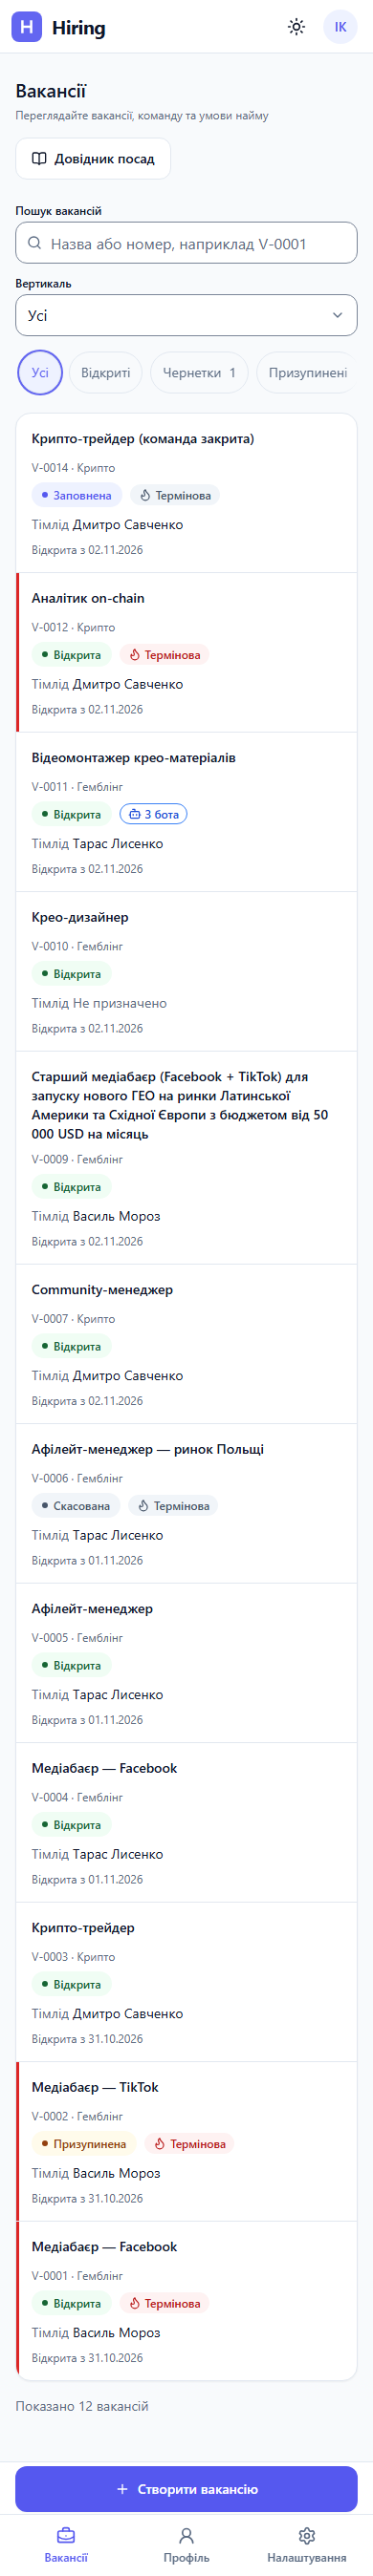 H Hiring ІК
Вакансії
Переглядайте вакансії, команду та умови найму
Довідник посад
Пошук вакансій
Назва або номер, наприклад V-0001
Вертикаль
Усі
Усі Відкриті Чернетки 1 Призупинені
Крипто-трейдер (команда закрита)
V-0014 · Крипто
Заповнена Термінова
Тімлід Дмитро Савченко
Відкрита з 02.11.2026
Аналітик on-chain
V-0012 · Крипто
Відкрита Термінова
Тімлід Дмитро Савченко
Відкрита з 02.11.2026
Відеомонтажер крео-матеріалів
V-0011 · Гемблінг
Відкрита З бота
Тімлід Тарас Лисенко
Відкрита з 02.11.2026
Крео-дизайнер
V-0010 · Гемблінг
Відкрита
Тімлід Не призначено
Відкрита з 02.11.2026
Старший медіабаєр (Facebook + TikTok) для
запуску нового ГЕО на ринки Латинської
Америки та Східної Європи з бюджетом від 50
000 USD на місяць
V-0009 · Гемблінг
Відкрита
Тімлід Василь Мороз
Відкрита з 02.11.2026
Community-менеджер
V-0007 · Крипто
Відкрита
Тімлід Дмитро Савченко
Відкрита з 02.11.2026
Афілейт-менеджер — ринок Польщі
V-0006 · Гемблінг
Скасована Термінова
Тімлід Тарас Лисенко
Відкрита з 01.11.2026
Афілейт-менеджер
V-0005 · Гемблінг
Відкрита
Тімлід Тарас Лисенко
Відкрита з 01.11.2026
Медіабаєр — Facebook
V-0004 · Гемблінг
Відкрита
Тімлід Тарас Лисенко
Відкрита з 01.11.2026
Крипто-трейдер
V-0003 · Крипто
Відкрита
Тімлід Дмитро Савченко
Відкрита з 31.10.2026
Медіабаєр — TikTok
V-0002 · Гемблінг
Призупинена Термінова
Тімлід Василь Мороз
Відкрита з 31.10.2026
Медіабаєр — Facebook
V-0001 · Гемблінг
Відкрита Термінова
Тімлід Василь Мороз
Відкрита з 31.10.2026
Показано 12 вакансій
+ Створити вакансію
Вакансії Профіль Налаштування